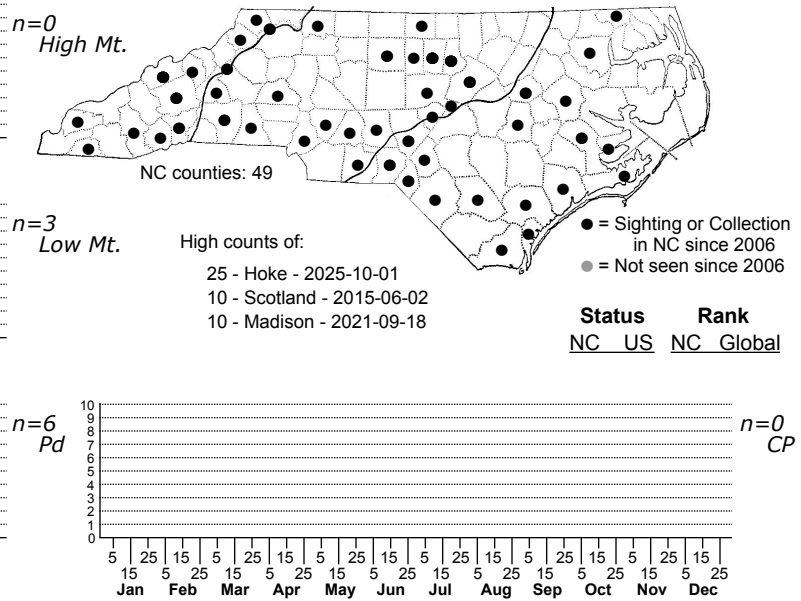 n=0
High Mt.
NC counties: 49
n=3
Low Mt.
High counts of:
25 - Hoke - 2025-10-01
10 - Scotland - 2015-06-02
10 - Madison - 2021-09-18
= Sighting or Collection
in NC since 2006
= Not seen since 2006
Status Rank
NC US NC Global
n=6
Pd
n=0
CP
10
9
8
7
6
5
4
3
2
1
0
5 25 15 5 25 15 5 25 15 5 25 15 5 25 15 5 25 15
15 5 25 15 5 25 15 5 25 15 5 25 15 5 25 15 5 25
Jan Feb Mar Apr May Jun Jul Aug Sep Oct Nov Dec